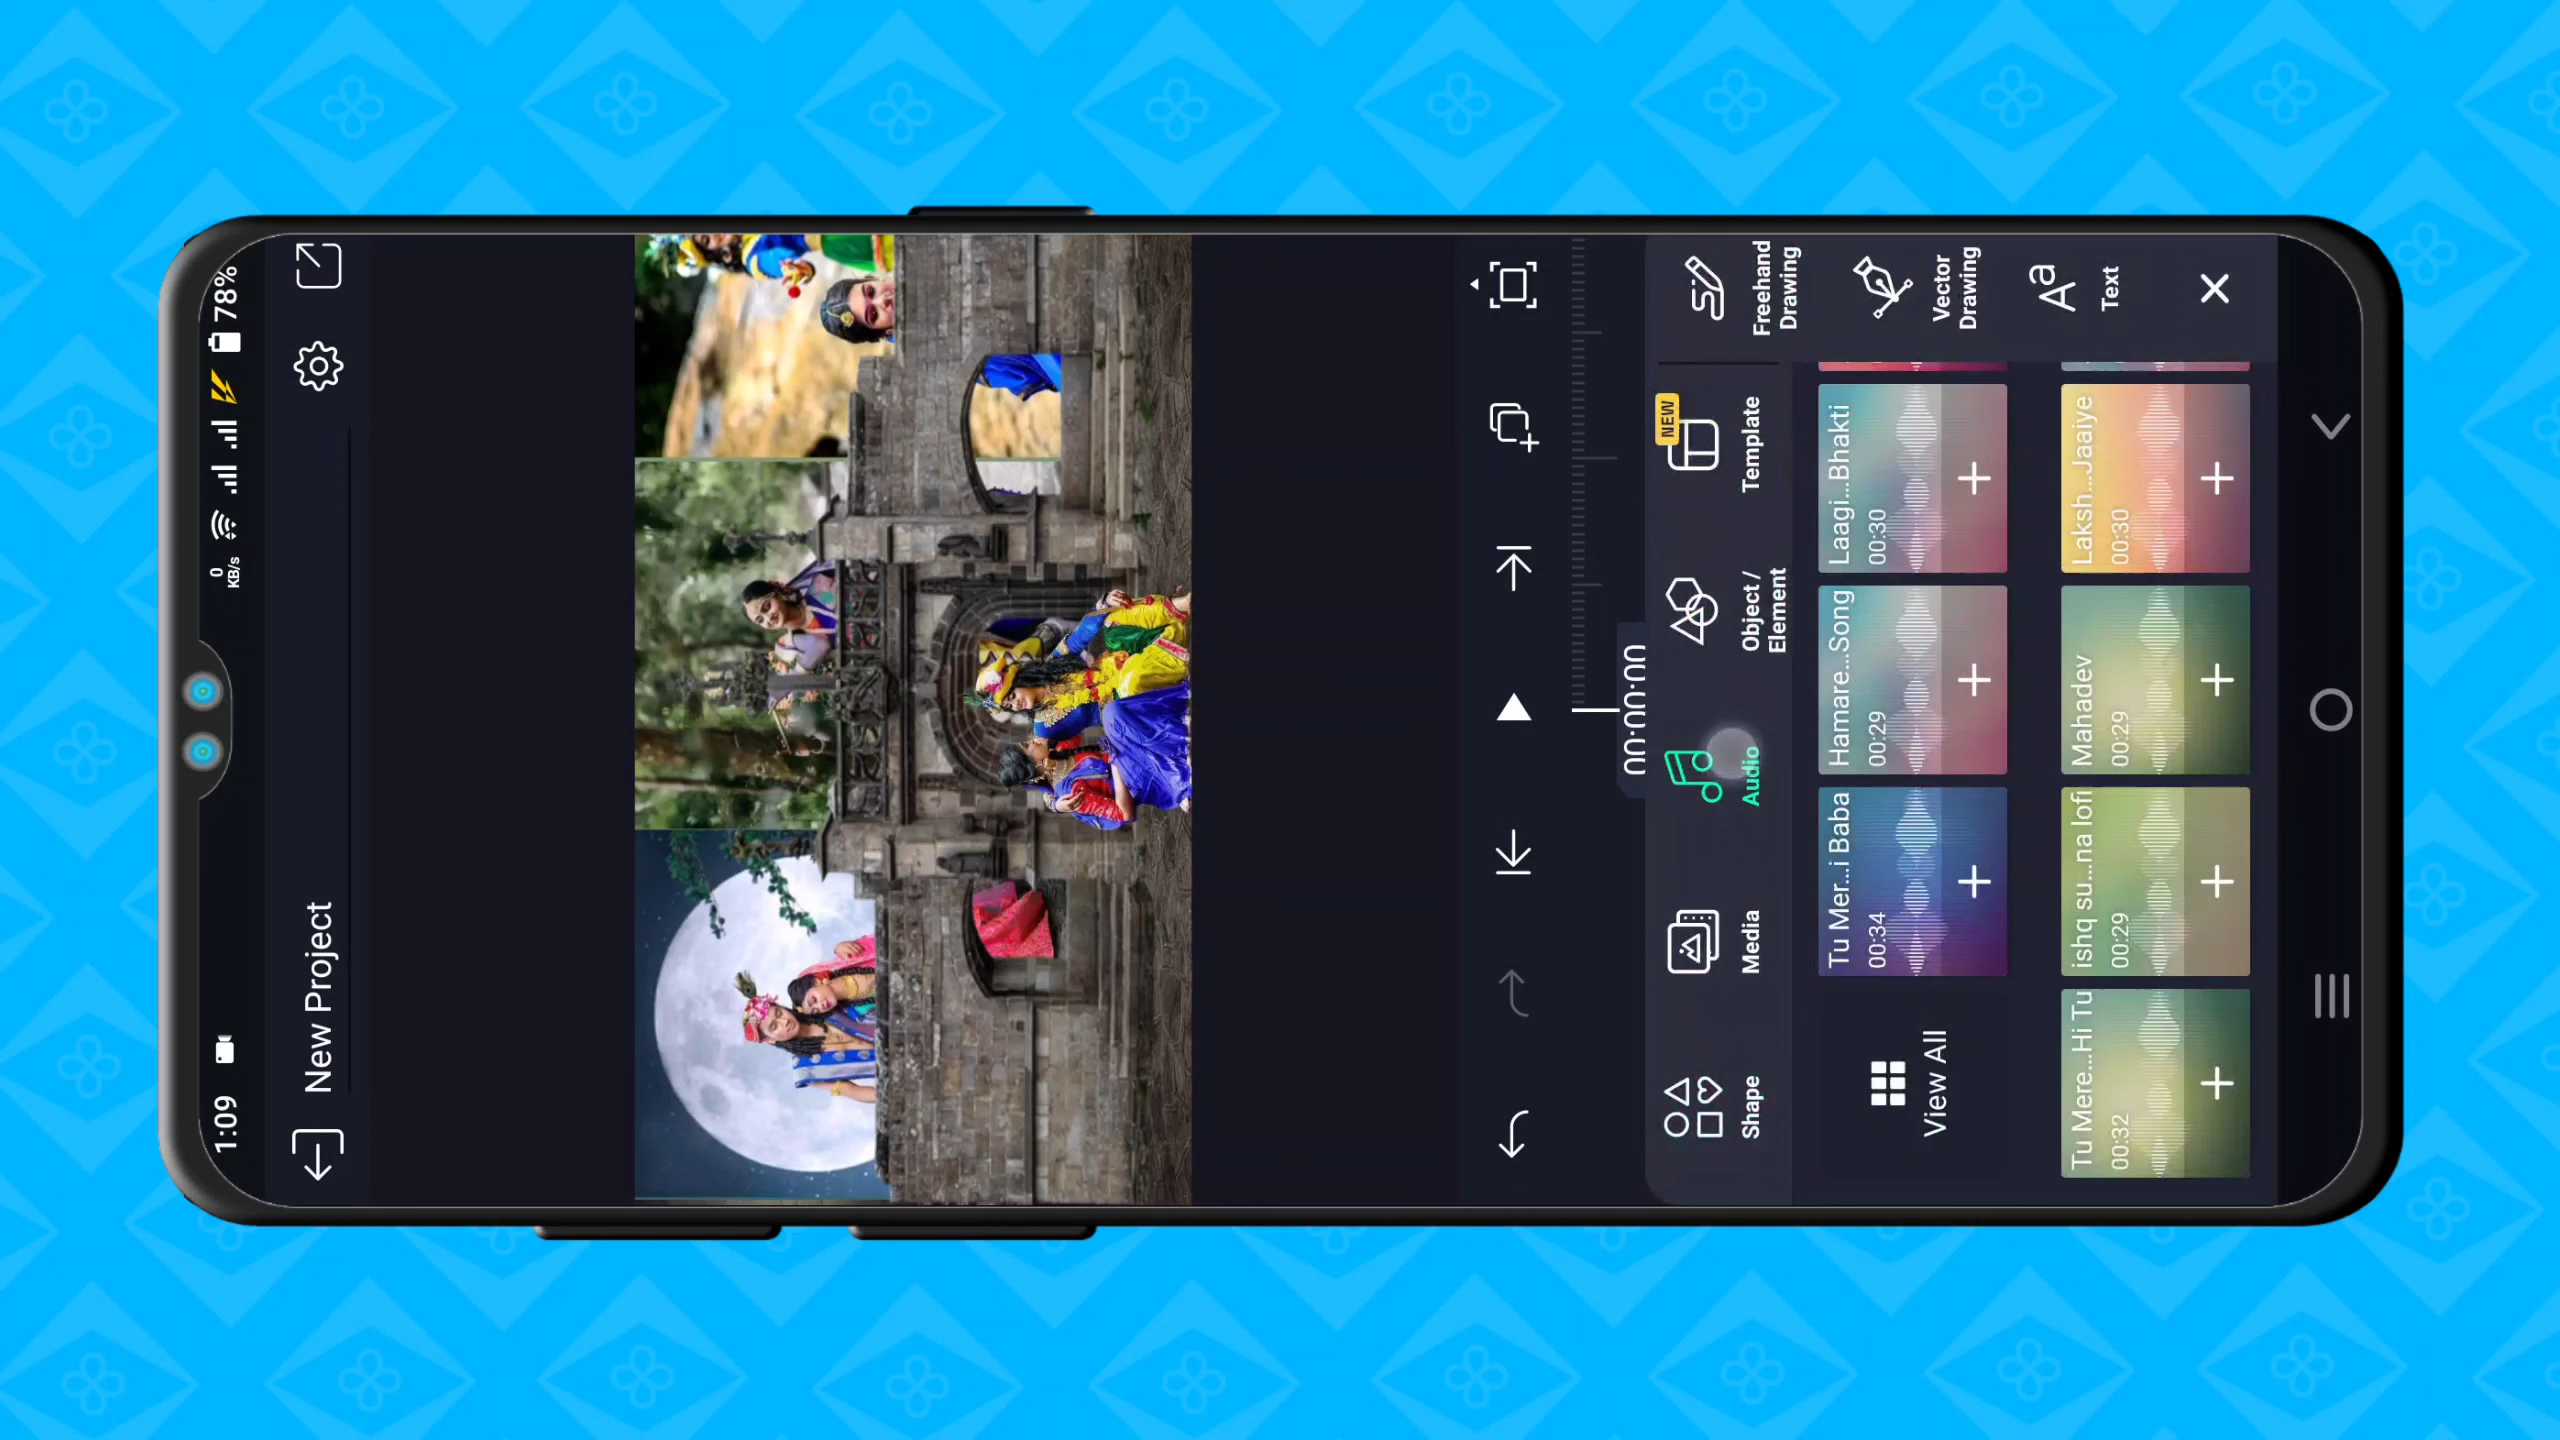 1:09
0
KB/s
78%
New Project
00:00:00
Shape
Media
Audio
Object /
Element
NEW
Template
Freehand
Drawing
Vector
Drawing
Aa
Text
View All
Tu Mer...i Baba
00:34
Hamare...Song
00:29
Laagi...Bhakti
00:30
Tu Mere...Hi Tu
00:32
ishq su...na lofi
00:29
Mahadev
00:29
Laksh...Jaaiye
00:30